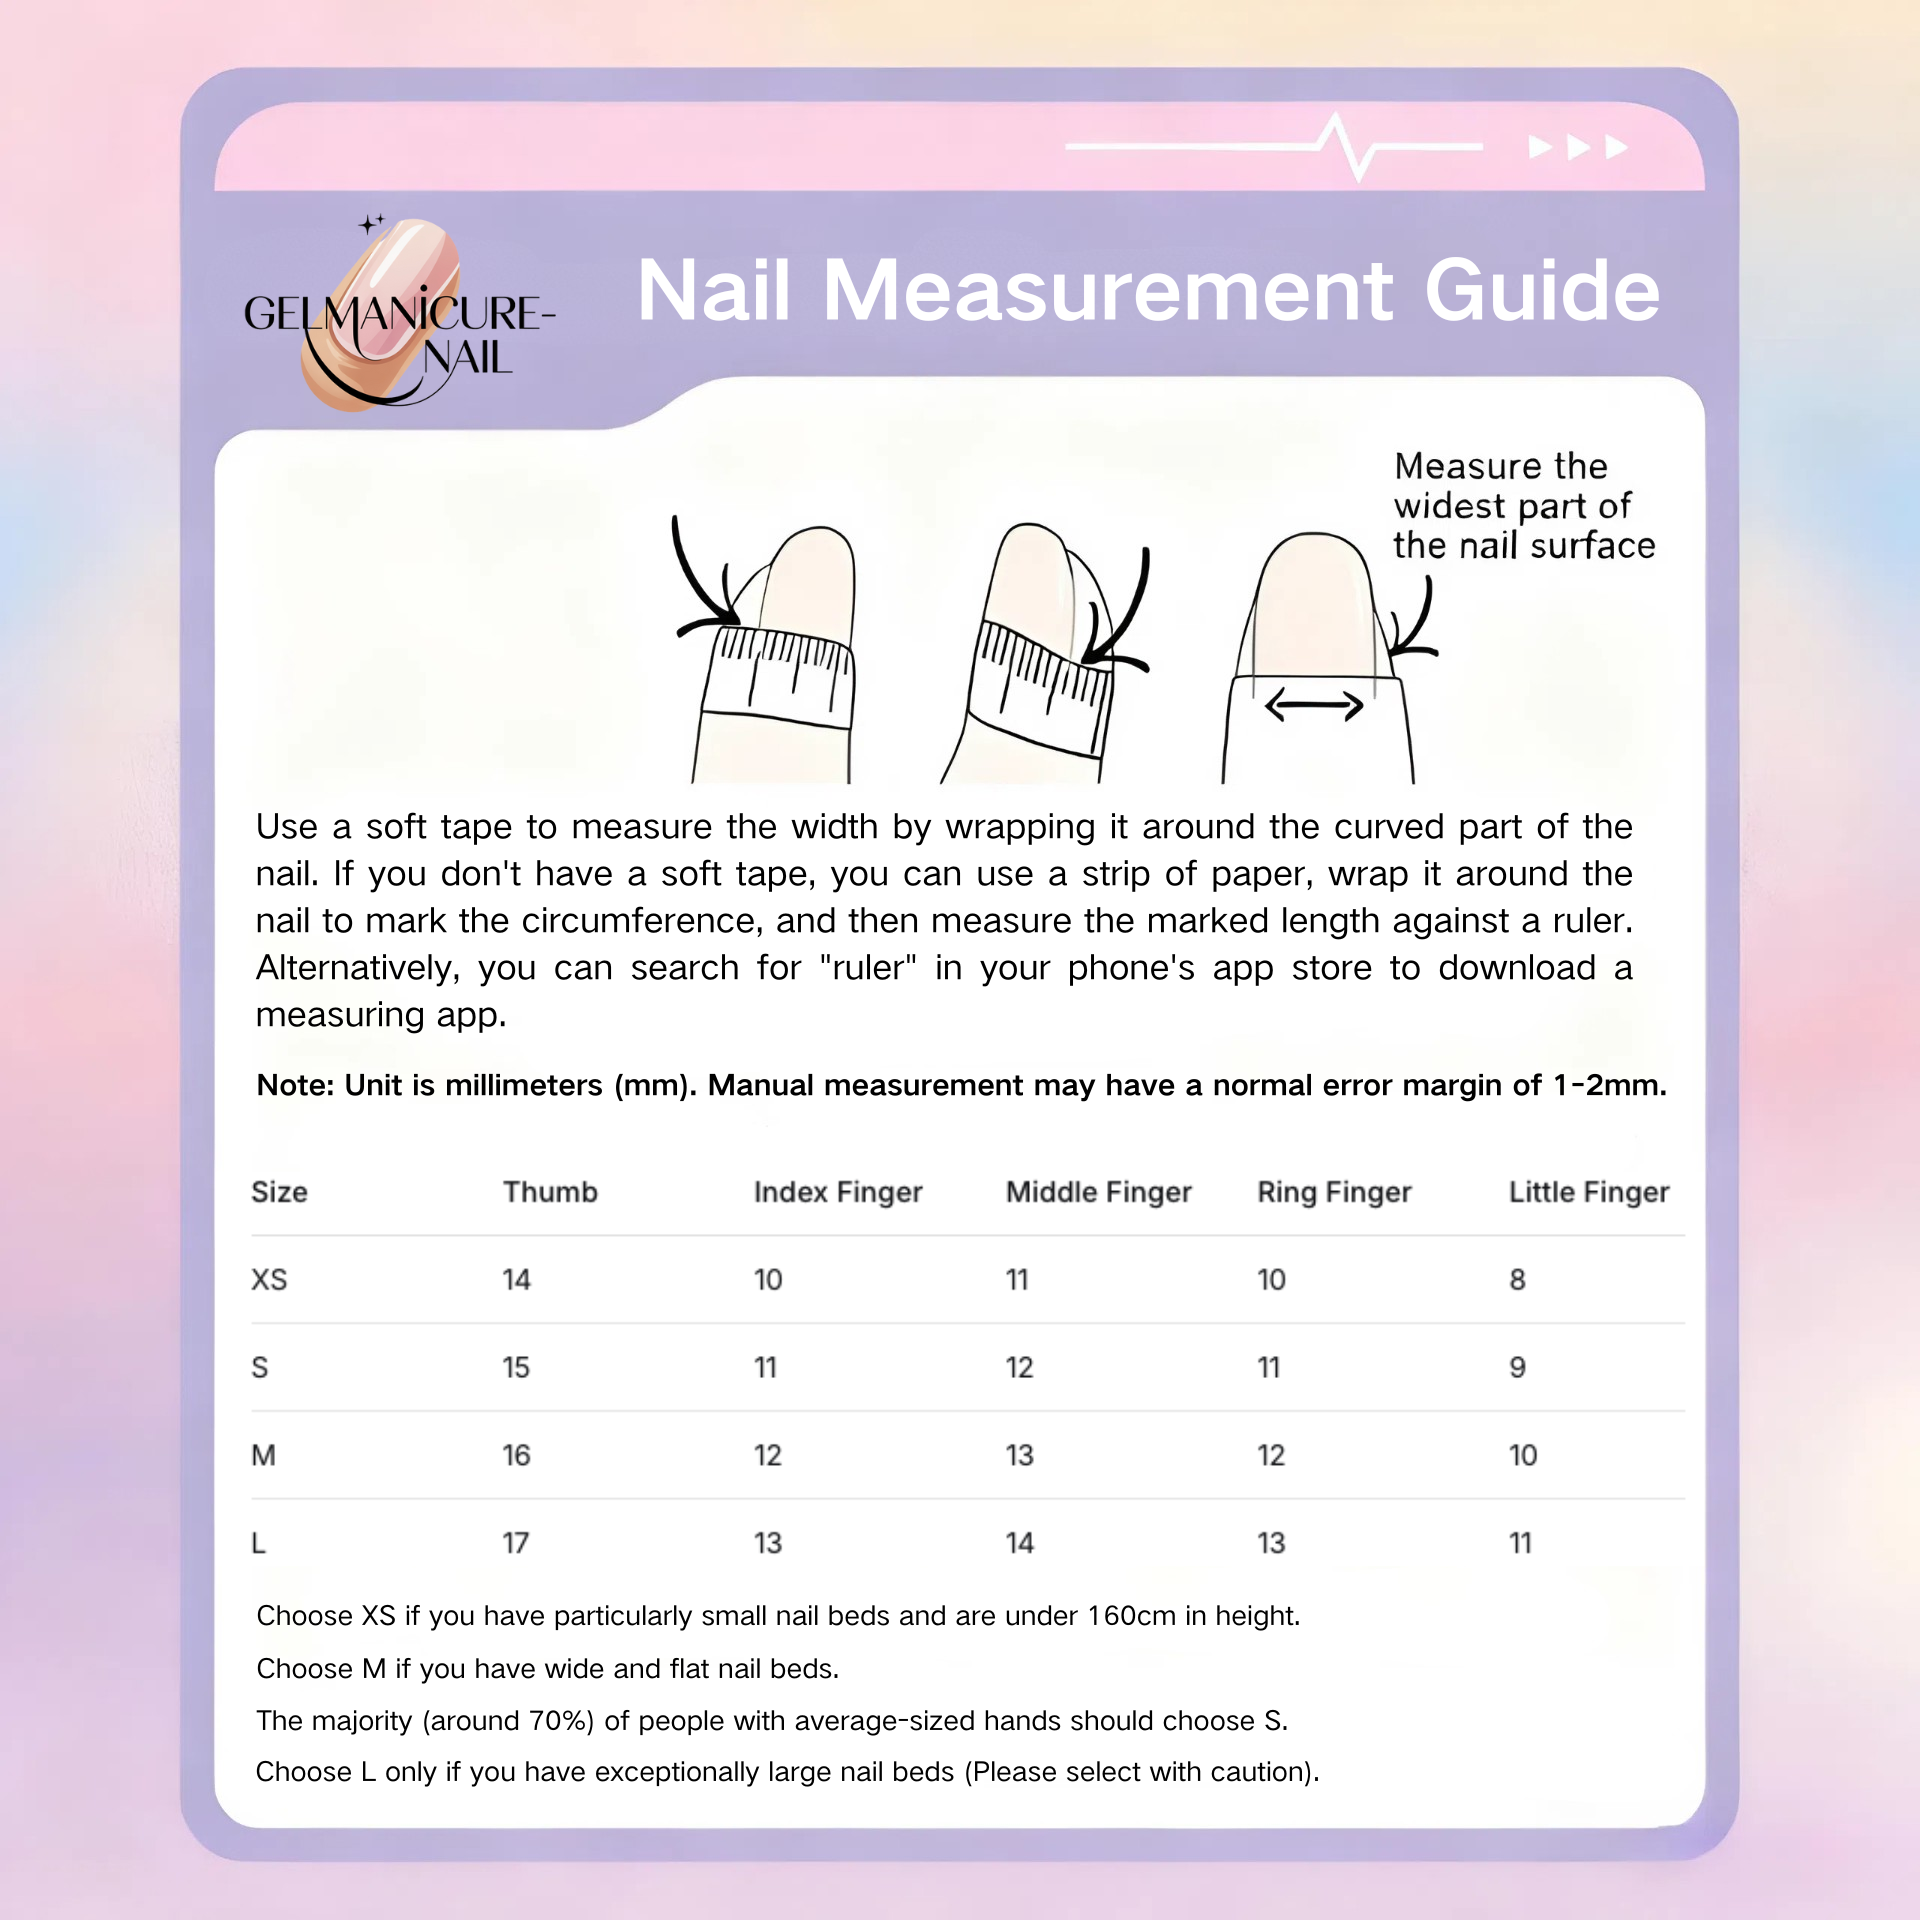 GELMANİCURE-
NAIL
Nail Measurement Guide
Measure the
widest part of
the nail surface
Use a soft tape to measure the width by wrapping it around the curved part of the
nail. If you don't have a soft tape, you can use a strip of paper, wrap it around the
nail to mark the circumference, and then measure the marked length against a ruler.
Alternatively, you can search for "ruler" in your phone's app store to download a
measuring app.
Note: Unit is millimeters (mm). Manual measurement may have a normal error margin of 1-2mm.
Size Thumb Index Finger Middle Finger Ring Finger Little Finger
XS 14 10 11 10 8
S 15 11 12 11 9
M 16 12 13 12 10
L 17 13 14 13 11
Choose XS if you have particularly small nail beds and are under 160cm in height.
Choose M if you have wide and flat nail beds.
The majority (around 70%) of people with average-sized hands should choose S.
Choose L only if you have exceptionally large nail beds (Please select with caution).